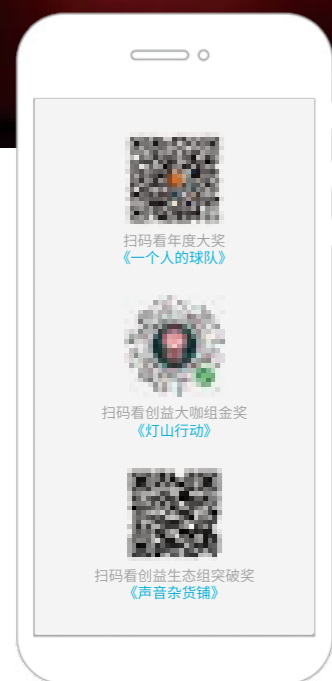 扫码看年度大奖
《一个人的球队》
扫码看创益大咖组金奖
《灯山行动》
扫码看创益生态组突破奖
《声音杂货铺》